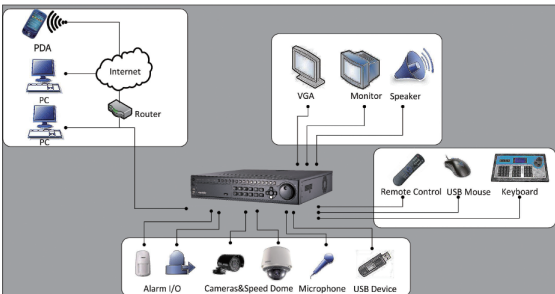 PDA
Internet
PC
Router
PC
VGA Monitor Speaker
Remote Control USB Mouse Keyboard
Alarm I/O Cameras&Speed Dome Microphone USB Device